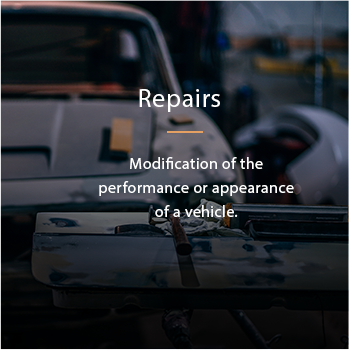 Repairs
Modification of the
performance or appearance
of a vehicle.